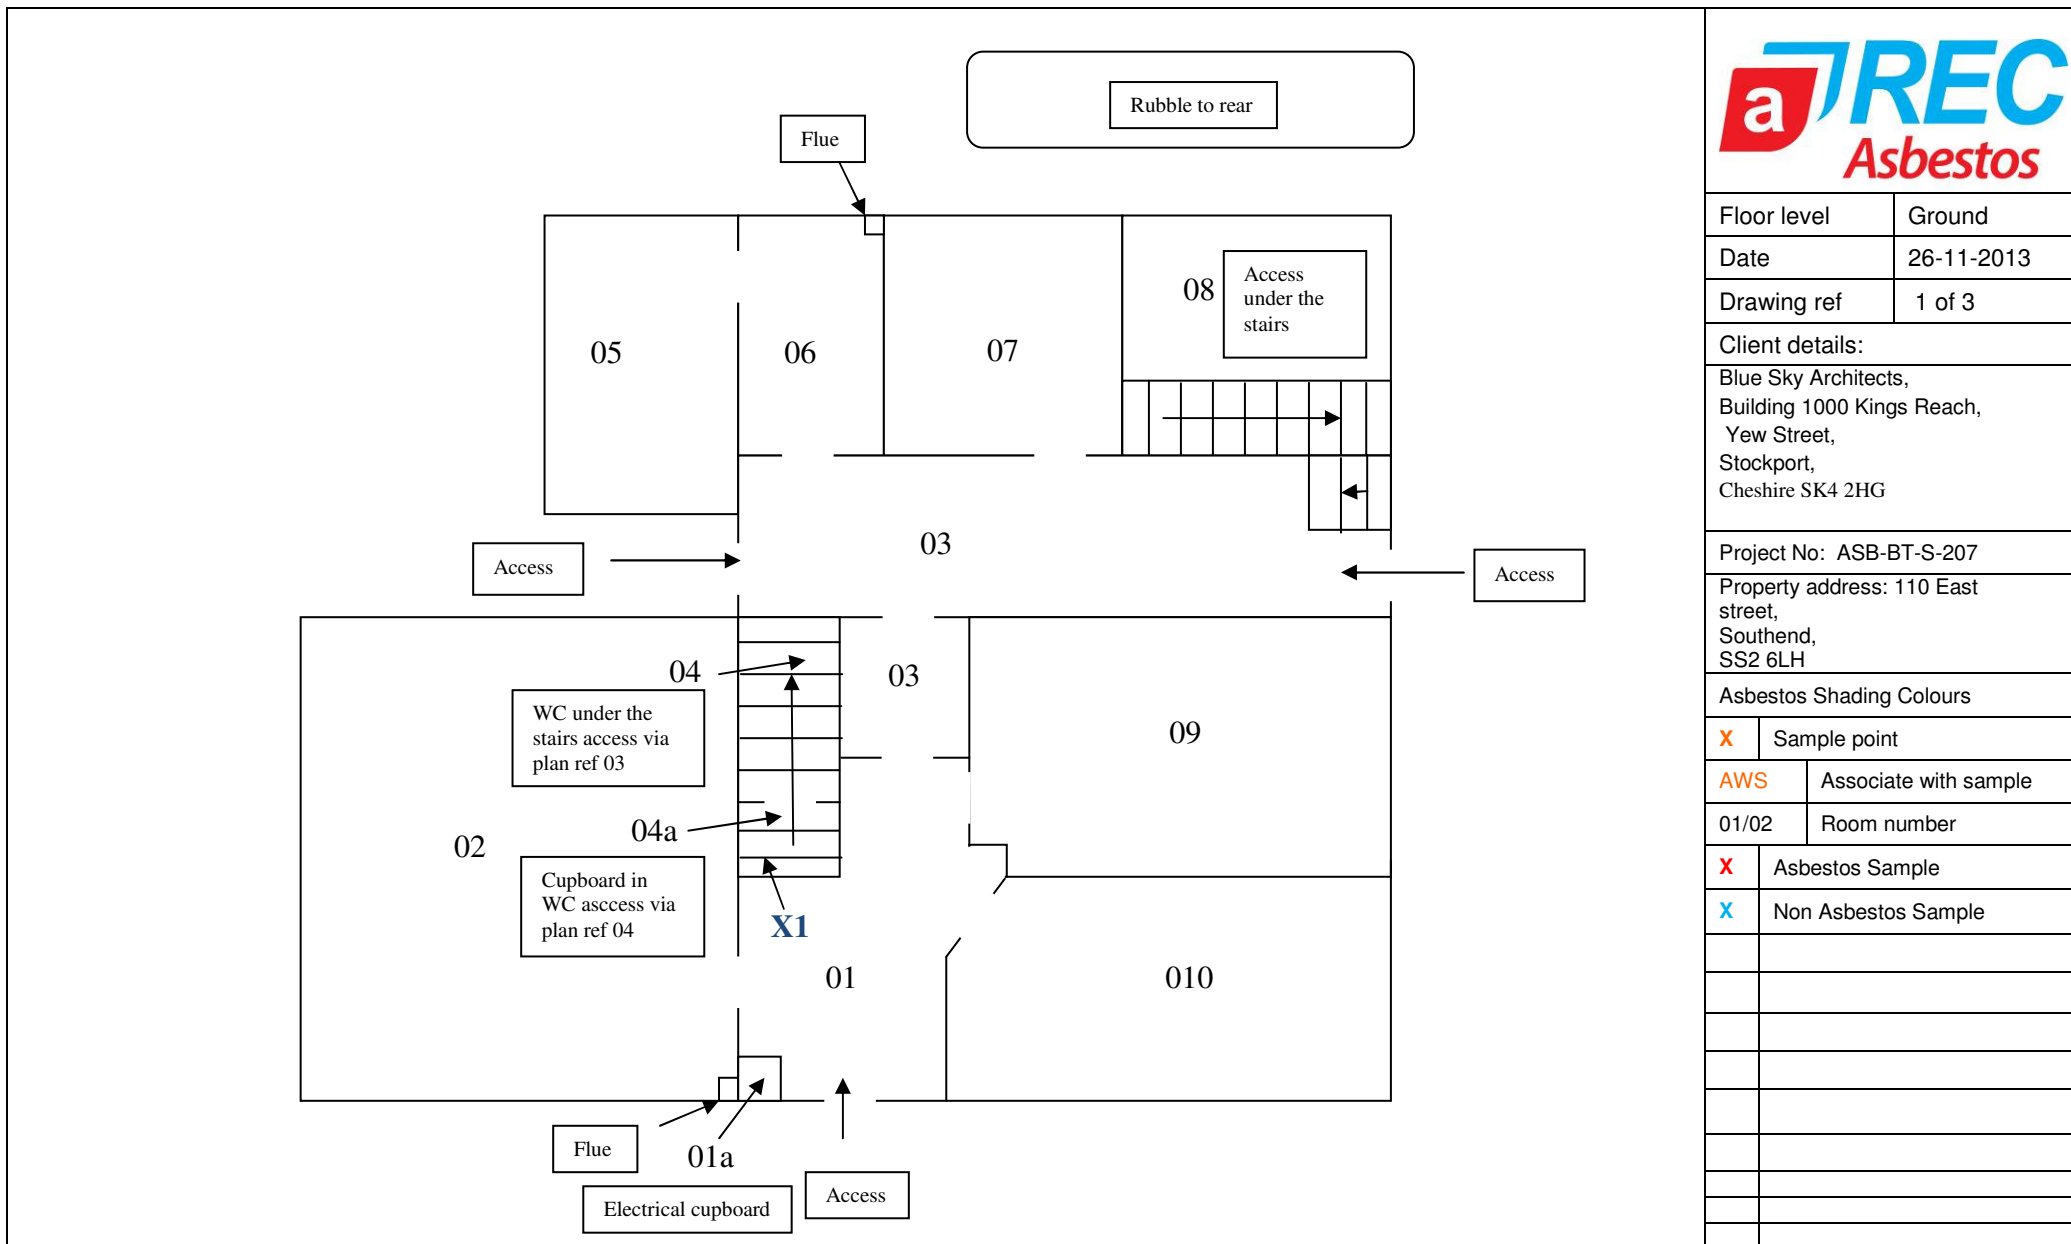 Rubble to rear
Flue
05
06
07
08
Access
under the
stairs
03
Access
Access
04
03
WC under the
stairs access via
plan ref 03
09
04a
02
Cupboard in
WC asccess via
plan ref 04
X1
01
010
Flue
01a
Electrical cupboard
Access
a REC
Asbestos
Floor level Ground
Date 26-11-2013
Drawing ref 1 of 3
Client details:
Blue Sky Architects,
Building 1000 Kings Reach,
Yew Street,
Stockport,
Cheshire SK4 2HG
Project No: ASB-BT-S-207
Property address: 110 East
street,
Southend,
SS2 6LH
Asbestos Shading Colours
X Sample point
AWS Associate with sample
01/02 Room number
X Asbestos Sample
X Non Asbestos Sample